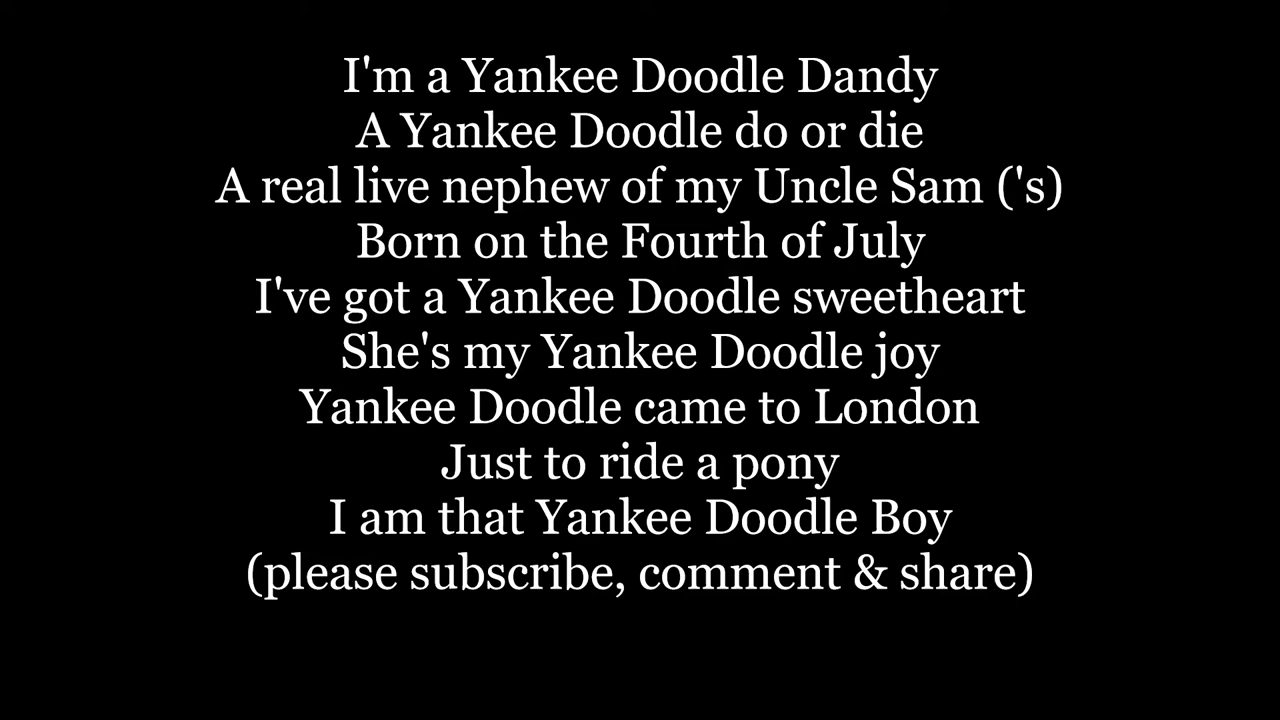 I'm a Yankee Doodle Dandy
A Yankee Doodle do or die
A real live nephew of my Uncle Sam ('s)
Born on the Fourth of July
I've got a Yankee Doodle sweetheart
She's my Yankee Doodle joy
Yankee Doodle came to London
Just to ride a pony
I am that Yankee Doodle Boy
(please subscribe, comment & share)